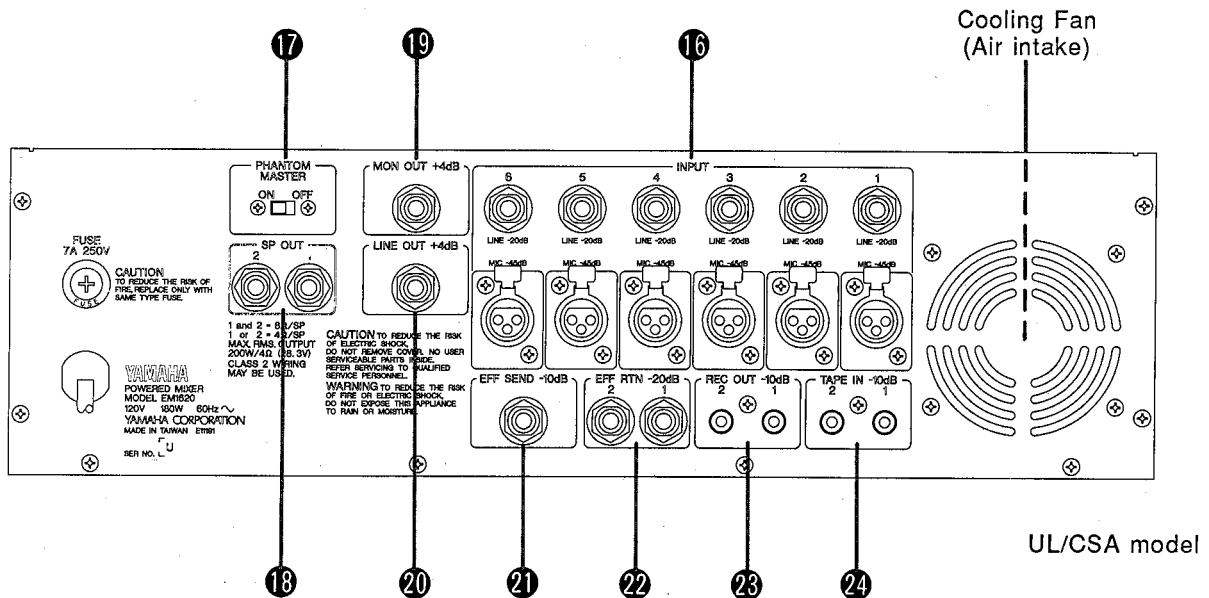 Cooling Fan
(Air intake)
17
19
16
PHANTOM
MASTER
ON OFF
MON OUT +4dB
INPUT
6 5 4 3 2 1
LINE -20dB LINE -20dB LINE -20dB LINE -20dB LINE -20dB LINE -20dB
MIC -45dB MIC -45dB MIC -45dB MIC -45dB MIC -45dB MIC -45dB
FUSE
7A 250V
FUSE
CAUTION
TO REDUCE THE RISK OF
FIRE, REPLACE ONLY WITH
SAME TYPE FUSE.
SP OUT
2 1
LINE OUT +4dB
1 and 2 = 8Ω/SP
1 or 2 = 4Ω/SP
MAX. RMS. OUTPUT
200W/4Ω (28.3V)
CLASS 2 WIRING
MAY BE USED.
CAUTION TO REDUCE THE RISK
OF ELECTRIC SHOCK,
DO NOT REMOVE COVER. NO USER
SERVICEABLE PARTS INSIDE.
REFER SERVICING TO QUALIFIED
SERVICE PERSONNEL.
WARNING TO REDUCE THE RISK
OF FIRE OR ELECTRIC SHOCK,
DO NOT EXPOSE THIS APPLIANCE
TO RAIN OR MOISTURE.
YAMAHA
POWERED MIXER
MODEL EM1620
120V 180W 60Hz ~
YAMAHA CORPORATION
MADE IN TAIWAN
SER NO. U
EFF SEND -10dB
EFF RTN -20dB
2 1
REC OUT -10dB
2 1
TAPE IN -10dB
2 1
UL/CSA model
18
20
21
22
23
24